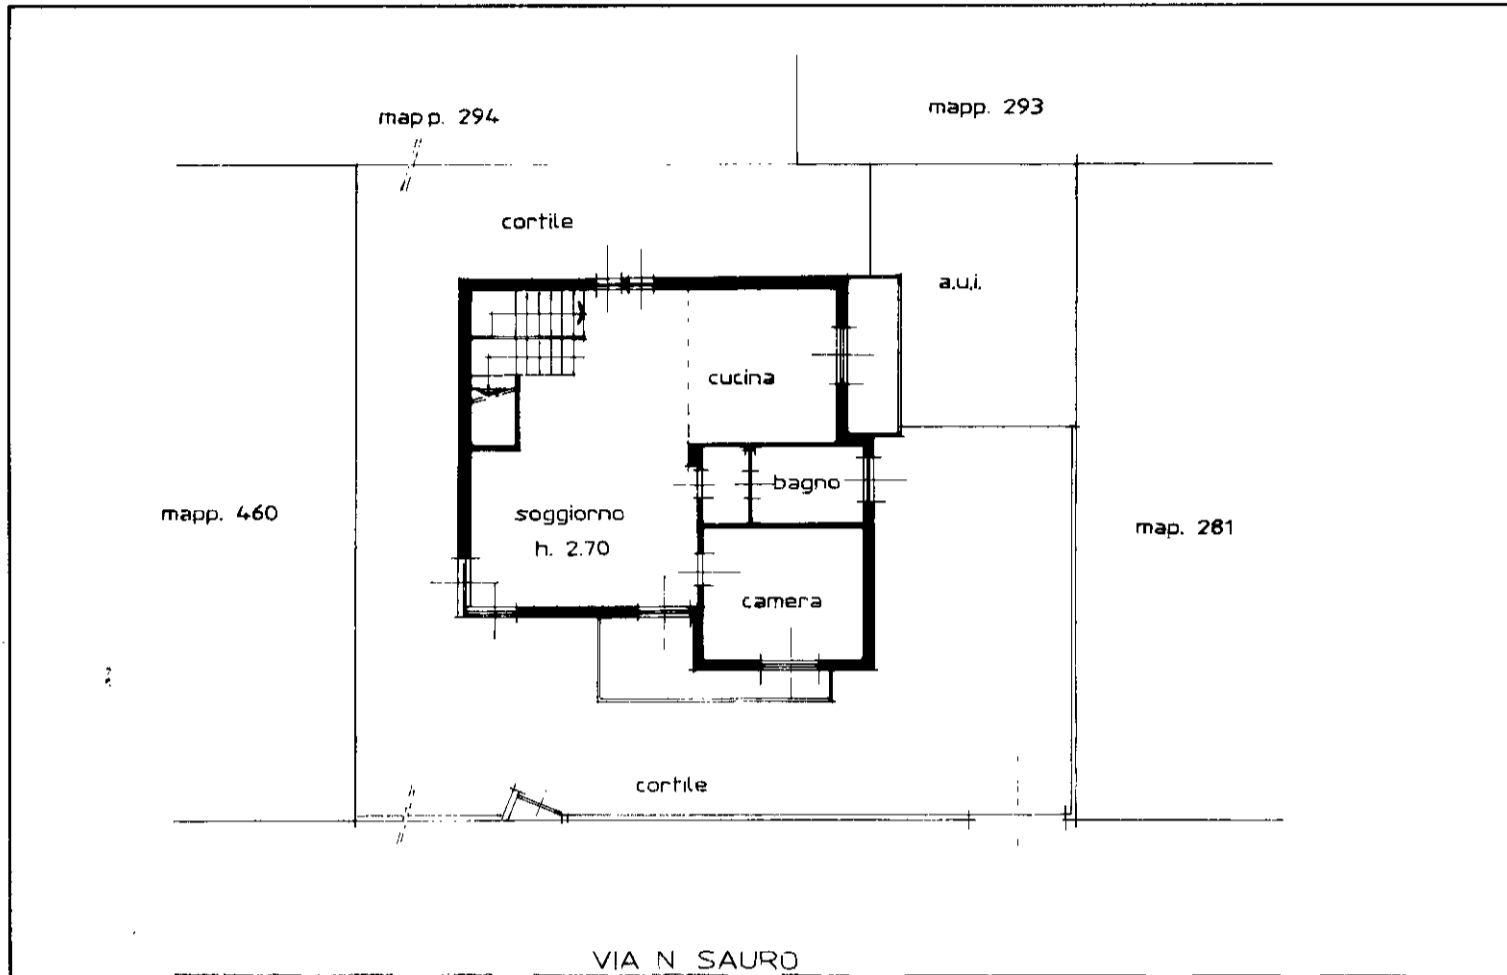 mapp. 294
mapp. 293
cortile
a.u.i.
cucina
bagno
mapp. 460
soggiorno
h. 2.70
map. 281
camera
cortile
VIA N SAURO